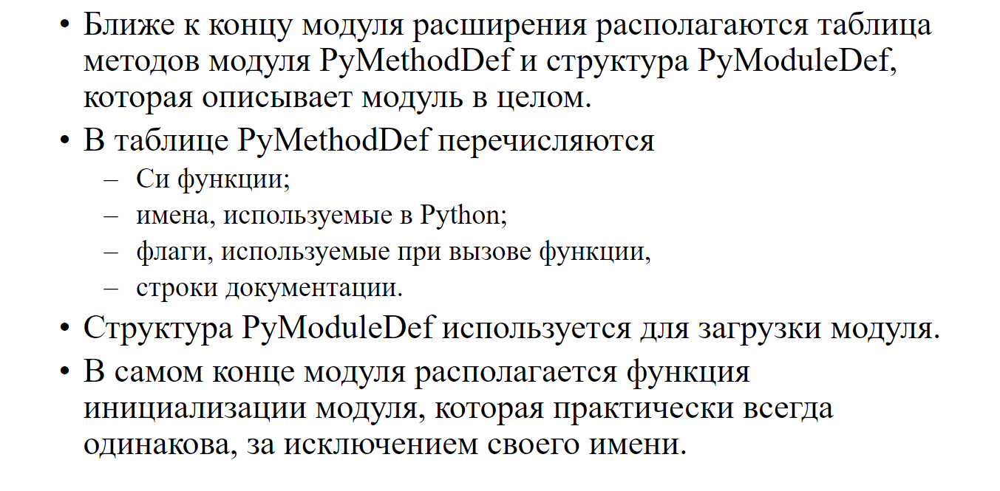 • Ближе к концу модуля расширения располагаются таблица
методов модуля PyMethodDef и структура PyModuleDef,
которая описывает модуль в целом.
• В таблице PyMethodDef перечисляются
– Си функции;
– имена, используемые в Python;
– флаги, используемые при вызове функции,
– строки документации.
• Структура PyModuleDef используется для загрузки модуля.
• В самом конце модуля располагается функция
инициализации модуля, которая практически всегда
одинакова, за исключением своего имени.